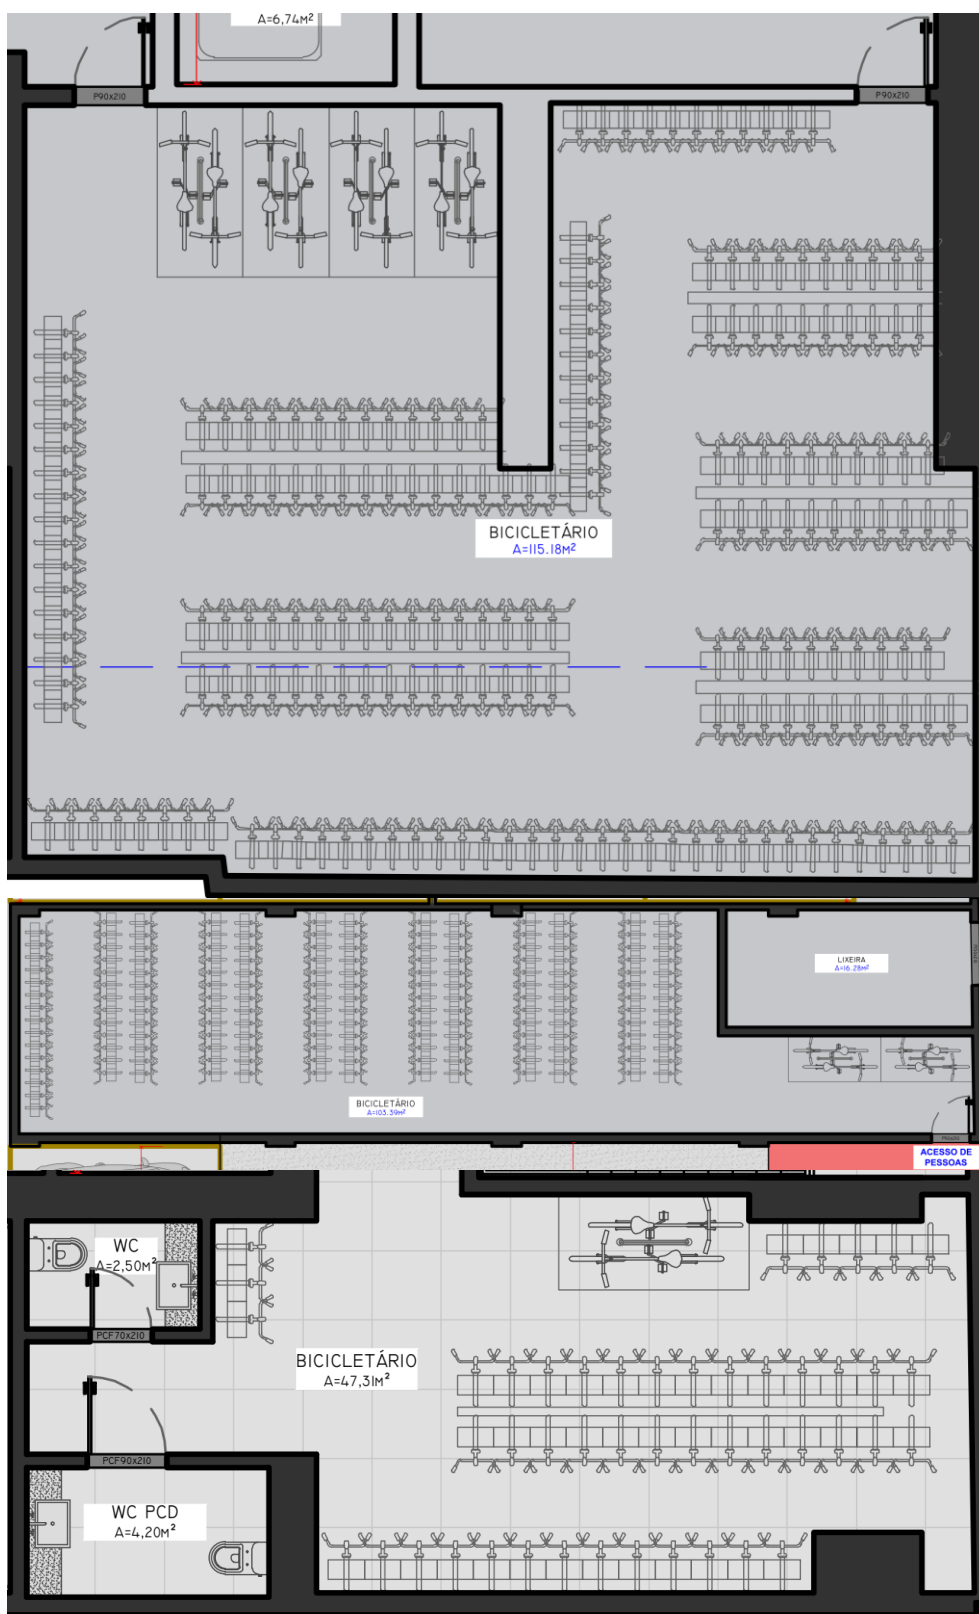 A=6,74M²
P90x210
P90x210
BICICLETÁRIO
A=115.18M²
LIXEIRA
A=16.28M²
BICICLETÁRIO
A=103.39M²
ACESSO DE
PESSOAS
WC
A=2,50M²
PCF70x210
BICICLETÁRIO
A=47,31M²
PCF90x210
WC PCD
A=4,20M²